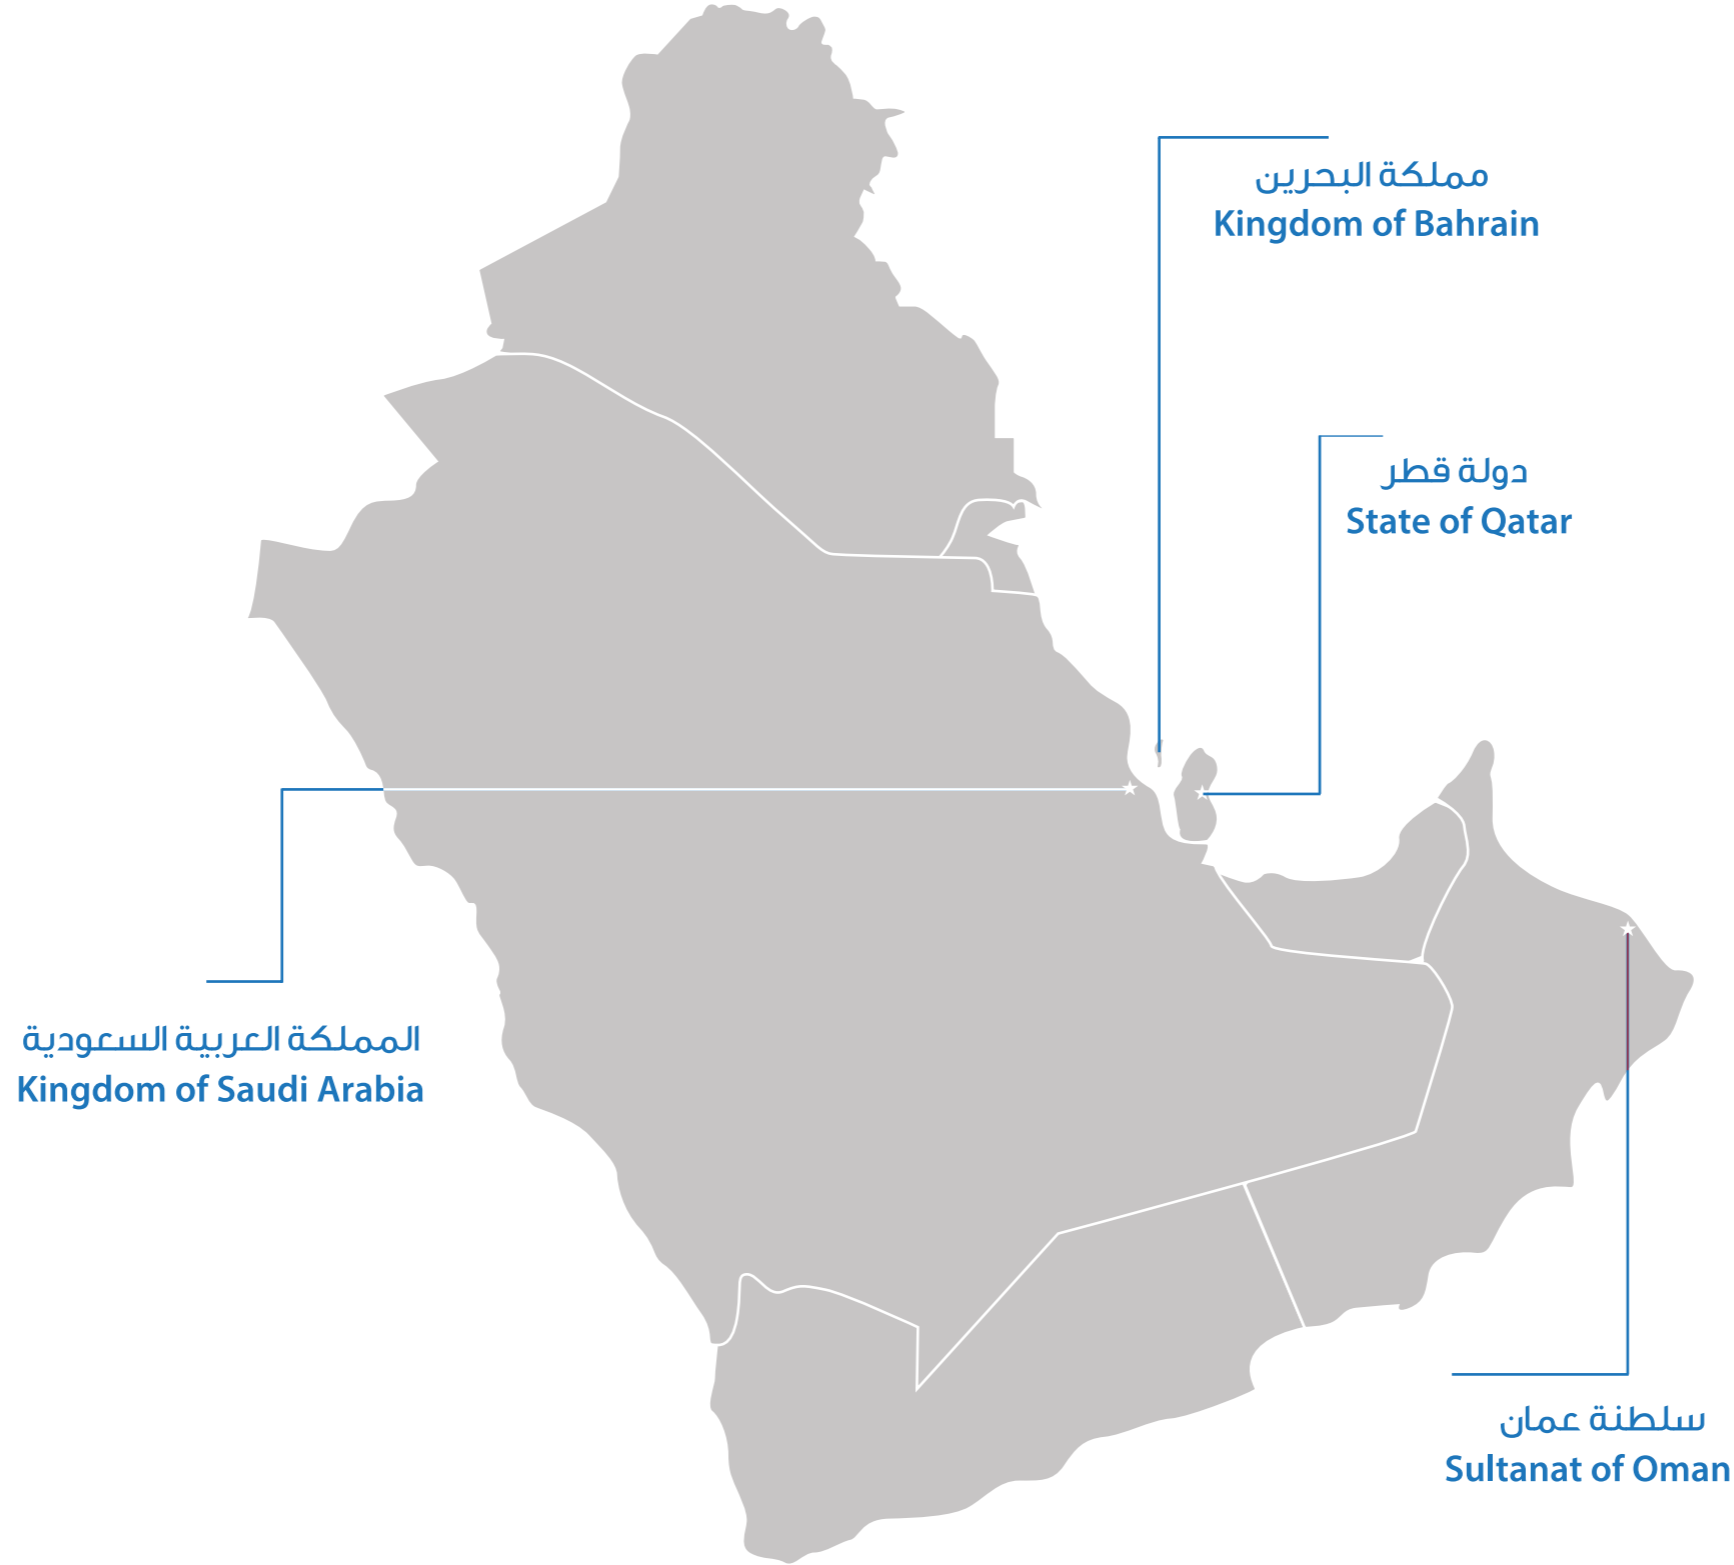 مملكة البحرين
Kingdom of Bahrain
دولة قطر
State of Qatar
المملكة العربية السعودية
Kingdom of Saudi Arabia
سلطنة عمان
Sultanat of Oman